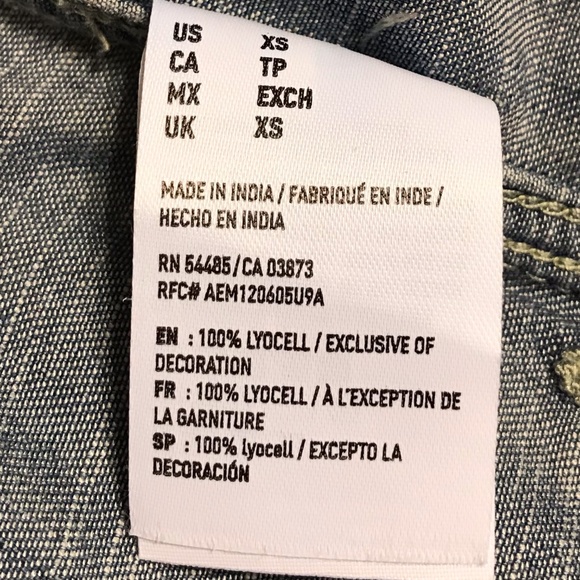 US XS
CA TP
MX EXCH
UK XS
MADE IN INDIA / FABRIQUÉ EN INDE /
HECHO EN INDIA
RN 54485/CA 03873
RFC# AEM120605U9A
EN : 100% LYOCELL / EXCLUSIVE OF
DECORATION
FR : 100% LYOCELL / À L'EXCEPTION DE
LA GARNITURE
SP : 100% lyocell / EXCEPTO LA
DECORACIÓN